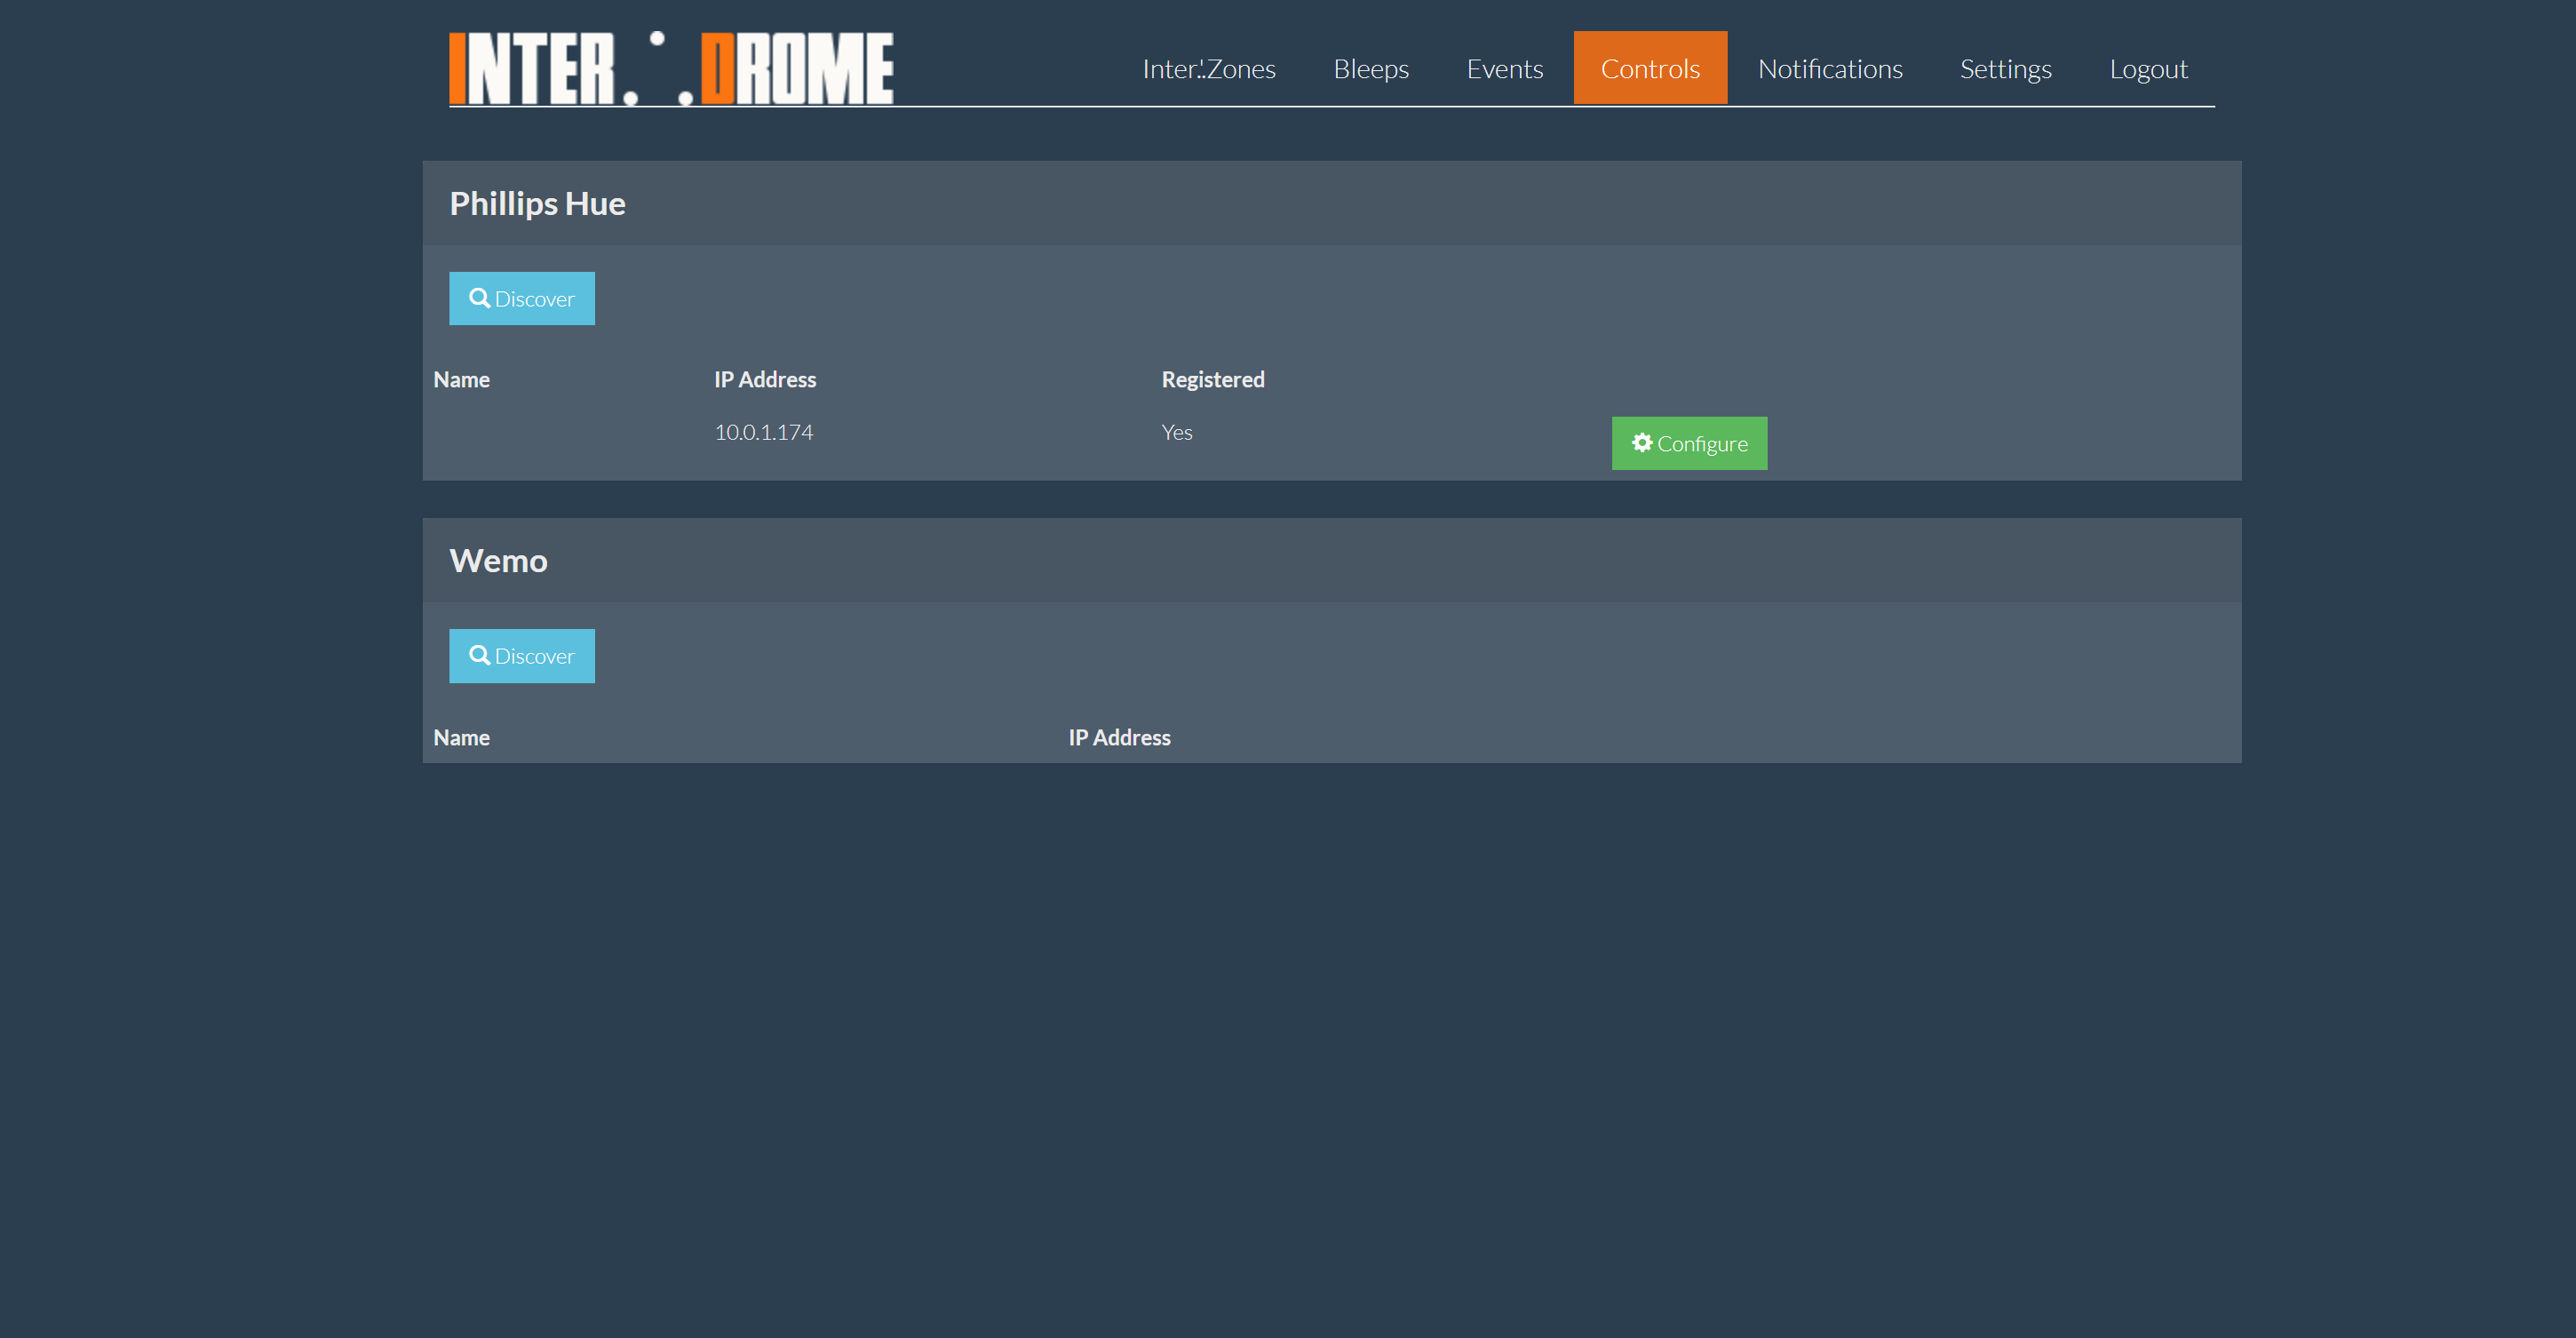 INTER DROME
Inter.'.Zones Bleeps Events Controls Notifications Settings Logout
Phillips Hue
Discover
Name IP Address Registered
10.0.1.174 Yes Configure
Wemo
Discover
Name IP Address